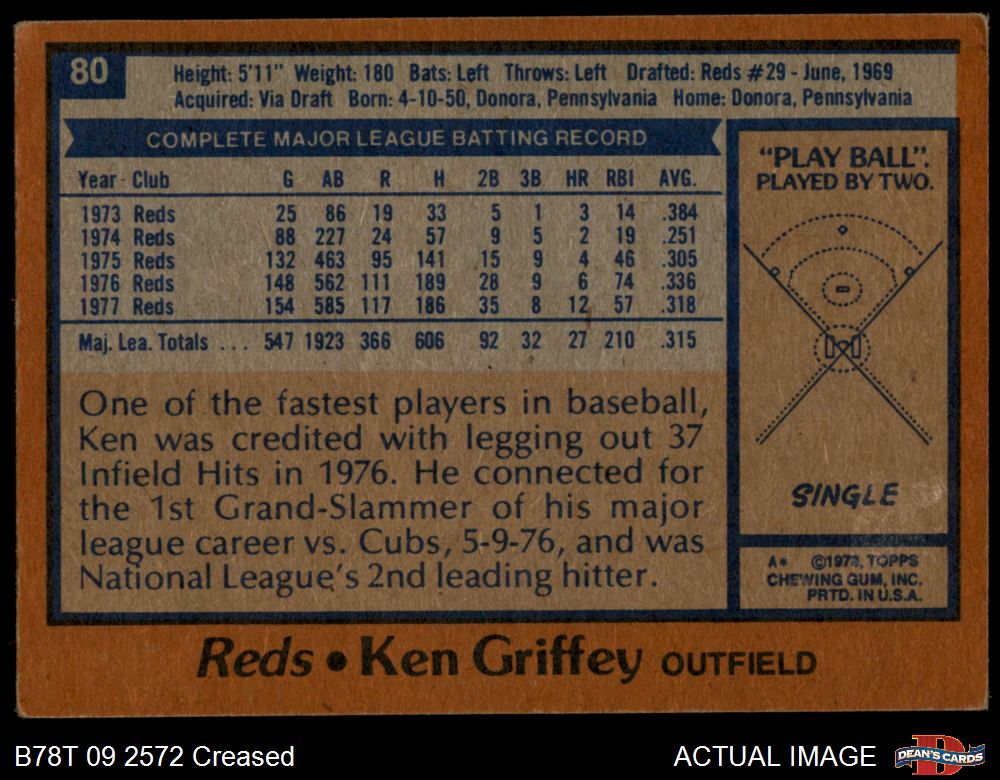 80
Height: 5'11" Weight: 180 Bats: Left Throws: Left Drafted: Reds #29 - June, 1969
Acquired: Via Draft Born: 4-10-50, Donora, Pennsylvania Home: Donora, Pennsylvania
COMPLETE MAJOR LEAGUE BATTING RECORD
Year - Club G AB R H 2B 3B HR RBI AVG.
1973 Reds 25 86 19 33 5 1 3 14 .384
1974 Reds 88 227 24 57 9 5 2 19 .251
1975 Reds 132 463 95 141 15 9 4 46 .305
1976 Reds 148 562 111 189 28 9 6 74 .336
1977 Reds 154 585 117 186 35 8 12 57 .318
Maj. Lea. Totals ... 547 1923 366 606 92 32 27 210 .315
One of the fastest players in baseball,
Ken was credited with legging out 37
Infield Hits in 1976. He connected for
the 1st Grand-Slammer of his major
league career vs. Cubs, 5-9-76, and was
National League's 2nd leading hitter.
"PLAY BALL".
PLAYED BY TWO.
SINGLE
A* ©1978, TOPPS
CHEWING GUM, INC.
PRTD. IN U.S.A.
Reds • Ken Griffey OUTFIELD
B78T 09 2572 Creased
ACTUAL IMAGE
DEAN'S CARDS